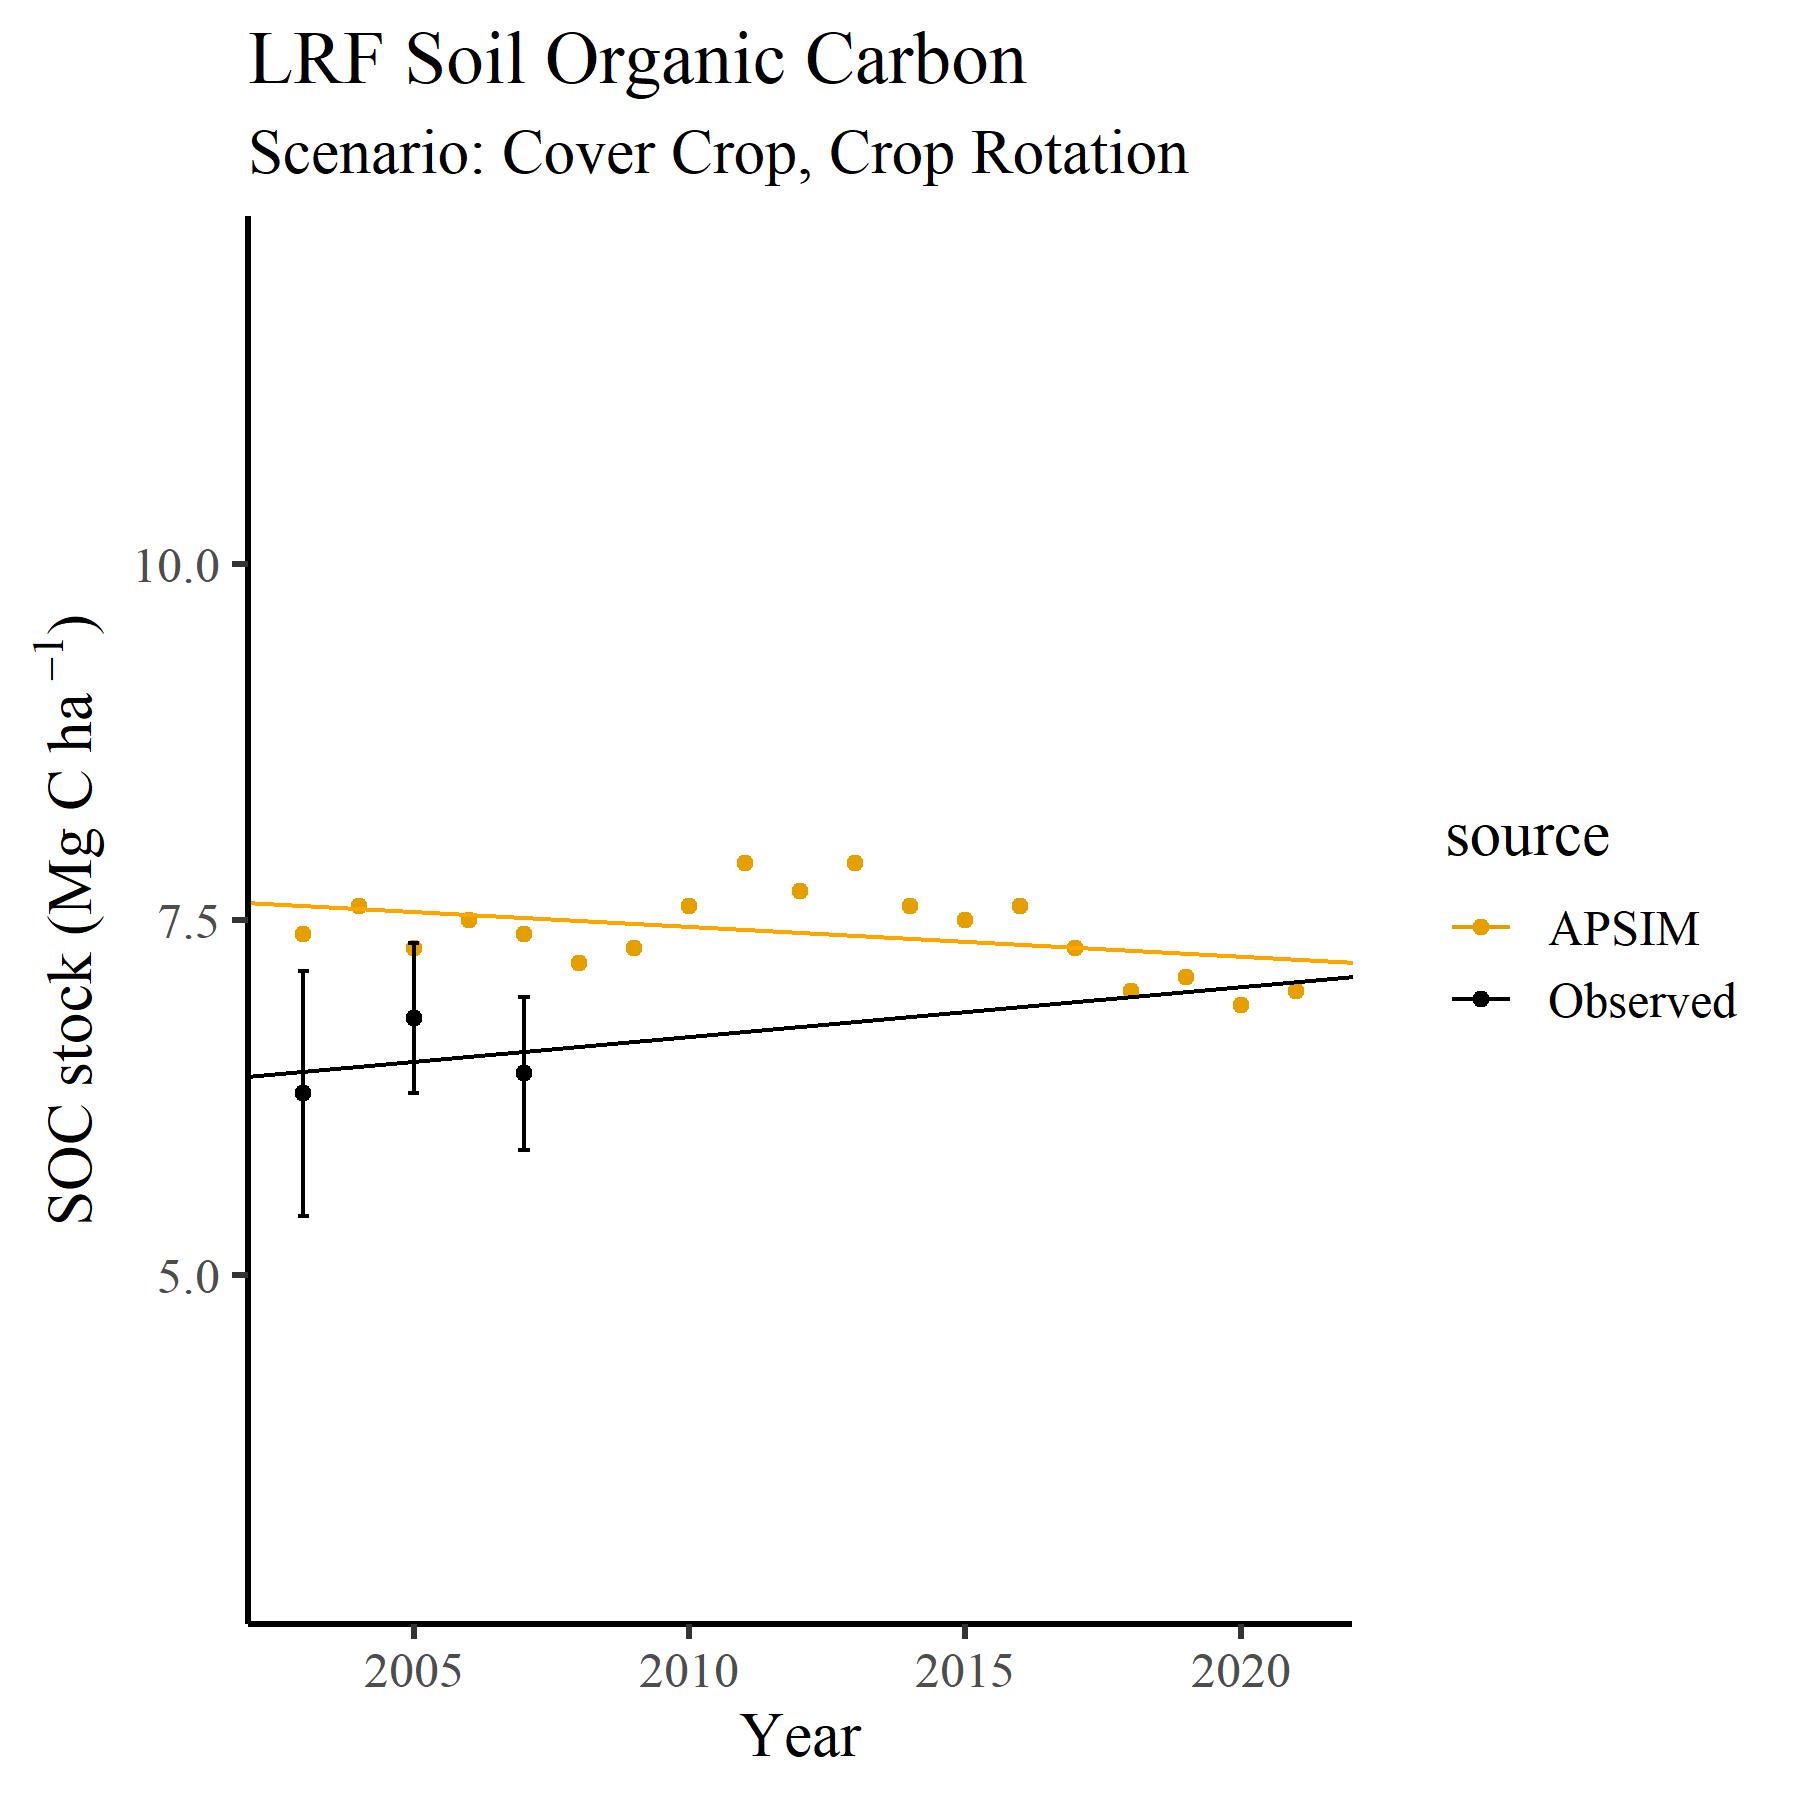 LRF Soil Organic Carbon
Scenario: Cover Crop, Crop Rotation
SOC stock (Mg C ha⁻¹)
10.0
7.5
5.0
2005 2010 2015 2020
Year
source
APSIM
Observed